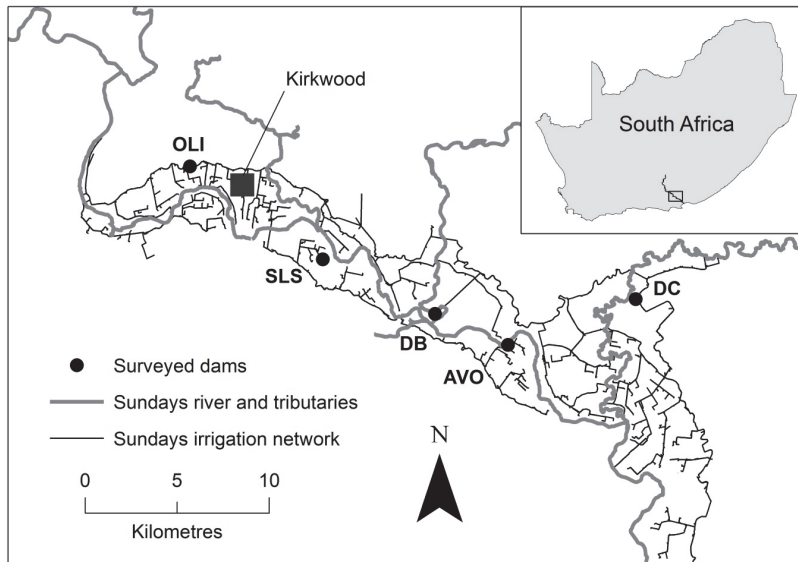 Kirkwood
South Africa
OLI
SLS
DC
DB
AVO
Surveyed dams
Sundays river and tributaries
Sundays irrigation network
N
0 5 10
Kilometres